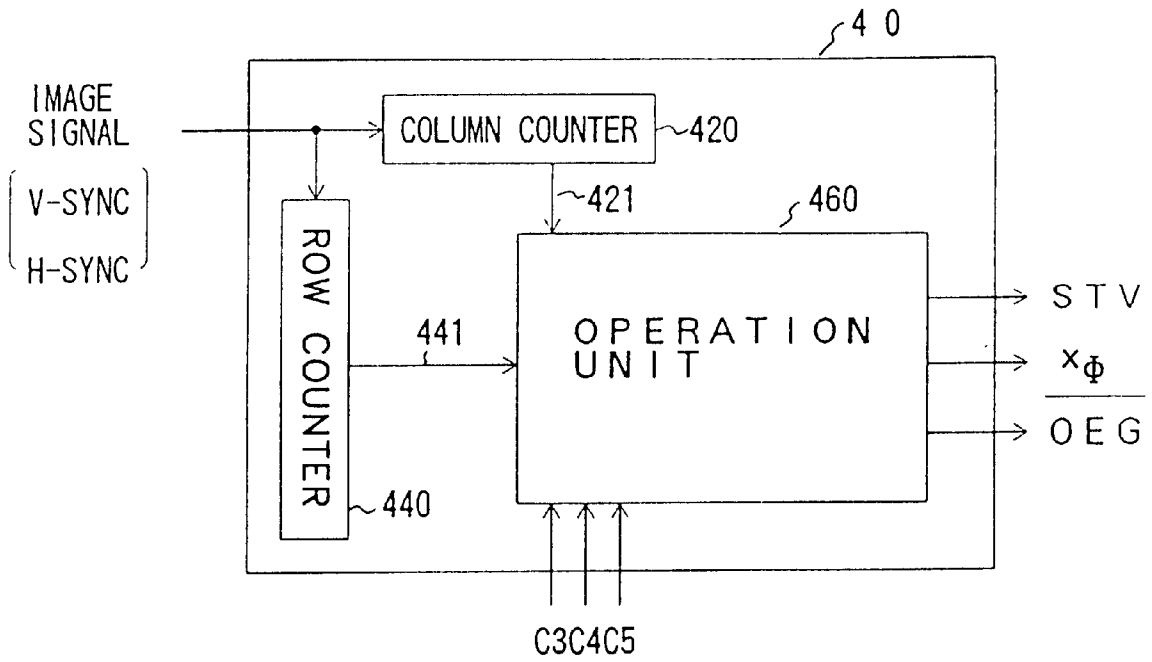 40
IMAGE
SIGNAL
V-SYNC
H-SYNC
COLUMN COUNTER
420
421
460
ROW COUNTER
440
441
OPERATION
UNIT
STV
xΦ
O̅E̅G̅
C3C4C5